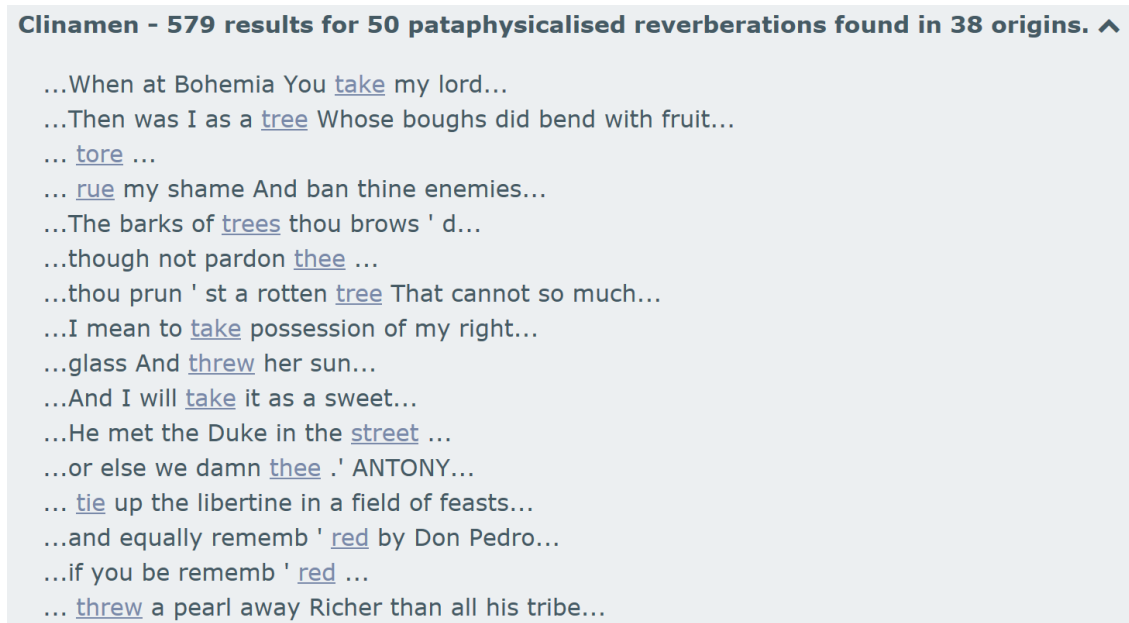 Clinamen - 579 results for 50 pataphysicalised reverberations found in 38 origins.
...When at Bohemia You take my lord...
...Then was I as a tree Whose boughs did bend with fruit...
... tore ...
... rue my shame And ban thine enemies...
...The barks of trees thou brows ' d...
...though not pardon thee ...
...thou prun ' st a rotten tree That cannot so much...
...I mean to take possession of my right...
...glass And threw her sun...
...And I will take it as a sweet...
...He met the Duke in the street ...
...or else we damn thee .' ANTONY...
... tie up the libertine in a field of feasts...
...and equally rememb ' red by Don Pedro...
...if you be rememb ' red ...
... threw a pearl away Richer than all his tribe...